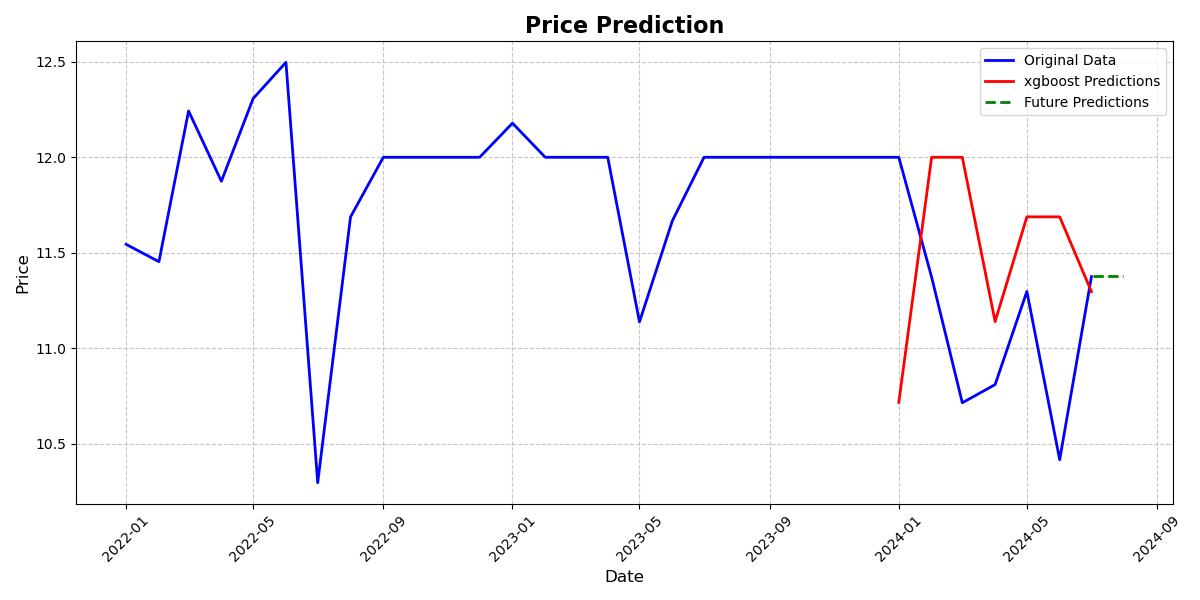 Price Prediction
Original Data
xgboost Predictions
Future Predictions
Price
12.5
12.0
11.5
11.0
10.5
2022-01
2022-05
2022-09
2023-01
2023-05
2023-09
2024-01
2024-05
2024-09
Date